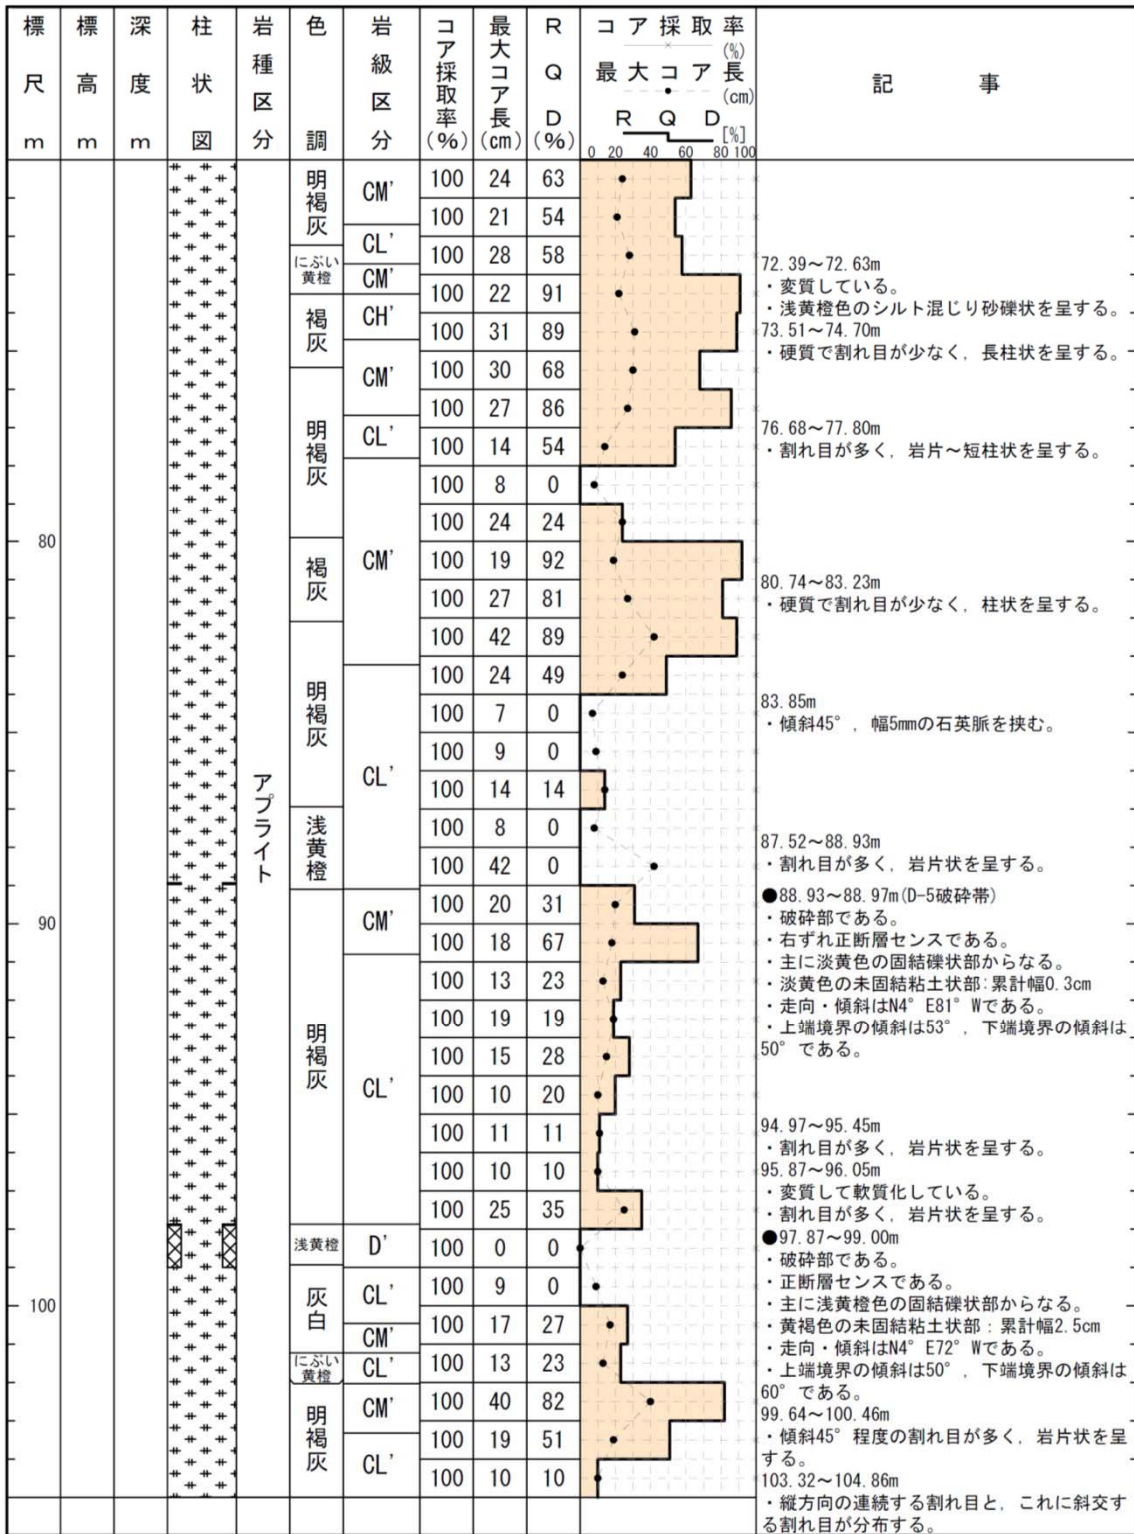 標尺m
標高m
深度m
柱状図
岩種区分
色調
岩級区分
コア採取率(%)
最大コア長(cm)
RQD(%)
コア採取率(%)
最大コア長(cm)
RQD[%]
0 20 40 60 80 100
記事
80
90
100
アプライト
明褐灰
にぶい黄橙
褐灰
明褐灰
褐灰
明褐灰
浅黄橙
明褐灰
浅黄橙
灰白
にぶい黄橙
明褐灰
CM'
CL'
CM'
CH'
CM'
CL'
CM'
CL'
CM'
CL'
D'
CL'
CM'
CL'
CM'
CL'
100 24 63
100 21 54
100 28 58
100 22 91
100 31 89
100 30 68
100 27 86
100 14 54
100 8 0
100 24 24
100 19 92
100 27 81
100 42 89
100 24 49
100 7 0
100 9 0
100 14 14
100 8 0
100 42 0
100 20 31
100 18 67
100 13 23
100 19 19
100 15 28
100 10 20
100 11 11
100 10 10
100 25 35
100 0 0
100 9 0
100 17 27
100 13 23
100 40 82
100 19 51
100 10 10
72.39～72.63m
・変質している。
・浅黄橙色のシルト混じり砂礫状を呈する。
73.51～74.70m
・硬質で割れ目が少なく，長柱状を呈する。
76.68～77.80m
・割れ目が多く，岩片～短柱状を呈する。
80.74～83.23m
・硬質で割れ目が少なく，柱状を呈する。
83.85m
・傾斜45°，幅5mmの石英脈を挟む。
87.52～88.93m
・割れ目が多く，岩片状を呈する。
●88.93～88.97m(D-5破砕帯)
・破砕部である。
・右ずれ正断層センスである。
・主に淡黄色の固結礫状部からなる。
・淡黄色の未固結粘土状部：累計幅0.3cm
・走向・傾斜はN4°E81°Wである。
・上端境界の傾斜は53°，下端境界の傾斜は
50°である。
94.97～95.45m
・割れ目が多く，岩片状を呈する。
95.87～96.05m
・変質して軟質化している。
・割れ目が多く，岩片状を呈する。
●97.87～99.00m
・破砕部である。
・正断層センスである。
・主に浅黄橙色の固結礫状部からなる。
・黄褐色の未固結粘土状部：累計幅2.5cm
・走向・傾斜はN4°E72°Wである。
・上端境界の傾斜は50°，下端境界の傾斜は
60°である。
99.64～100.46m
・傾斜45°程度の割れ目が多く，岩片状を呈
する。
103.32～104.86m
・縦方向の連続する割れ目と，これに斜交す
る割れ目が分布する。